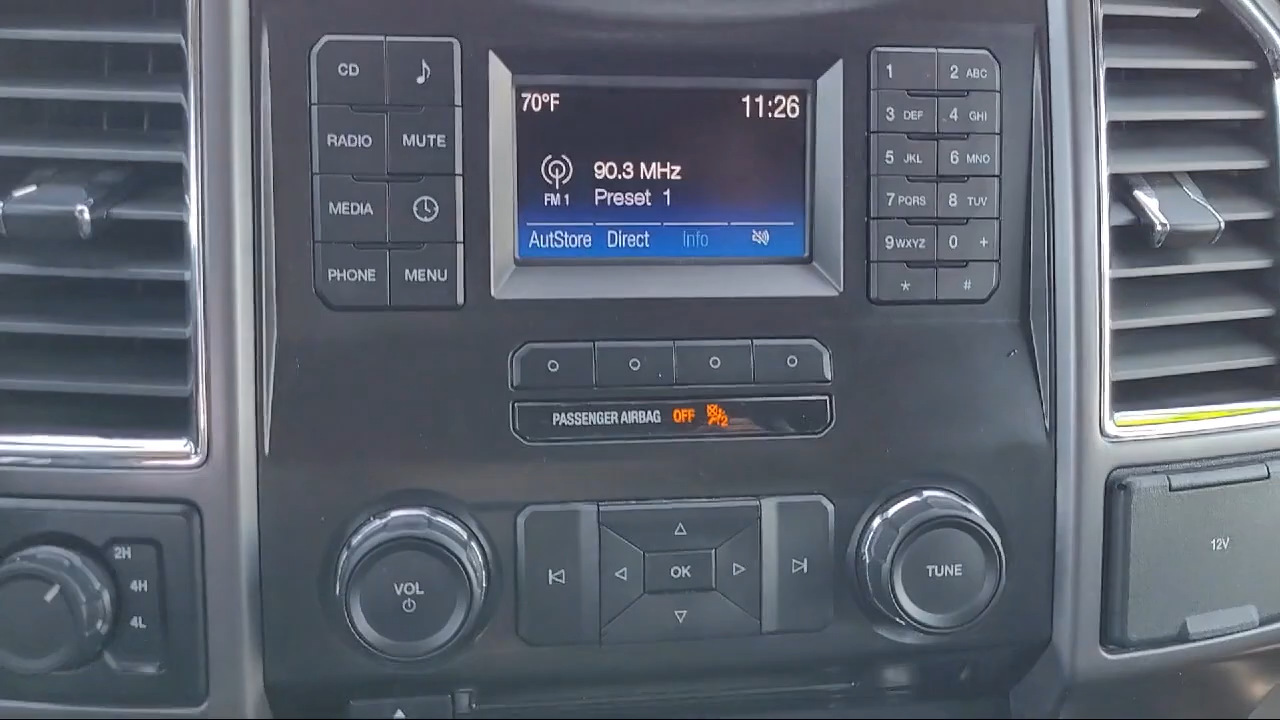 CD
RADIO MUTE
MEDIA
PHONE MENU
70°F 11:26
90.3 MHz
FM 1 Preset 1
AutoStore Direct Info
1 2 ABC
3 DEF 4 GHI
5 JKL 6 MNO
7 PQRS 8 TUV
9 WXYZ 0 +
* #
PASSENGER AIRBAG OFF 2
2H
4H
4L
VOL
OK
TUNE
12V